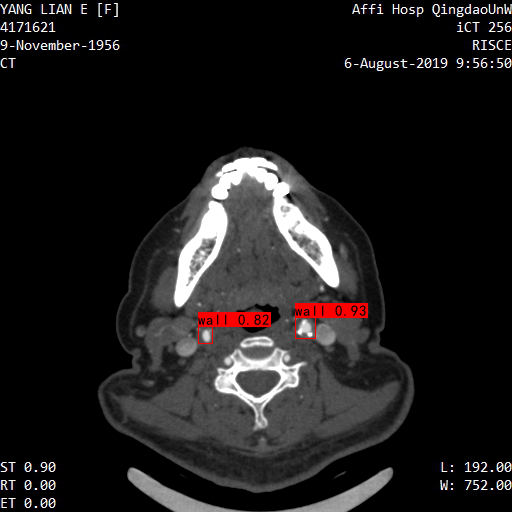 YANG LIAN E [F]
4171621
9-November-1956
CT
Affi Hosp QingdaoUnW
iCT 256
RISCE
6-August-2019 9:56:50
wall 0.93
wall 0.82
ST 0.90
RT 0.00
ET 0.00
L: 192.00
W: 752.00